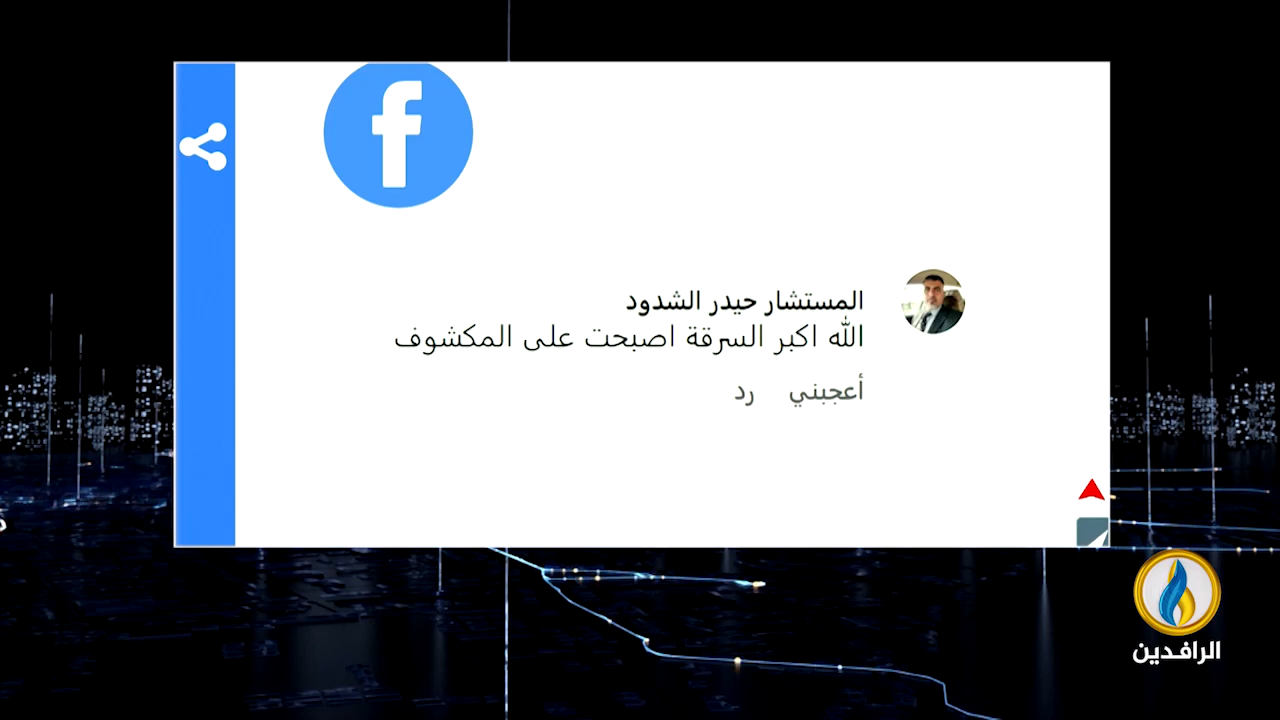 المستشار حيدر الشدود
الله اكبر السرقة اصبحت على المكشوف
أعجبني رد
الرافدين